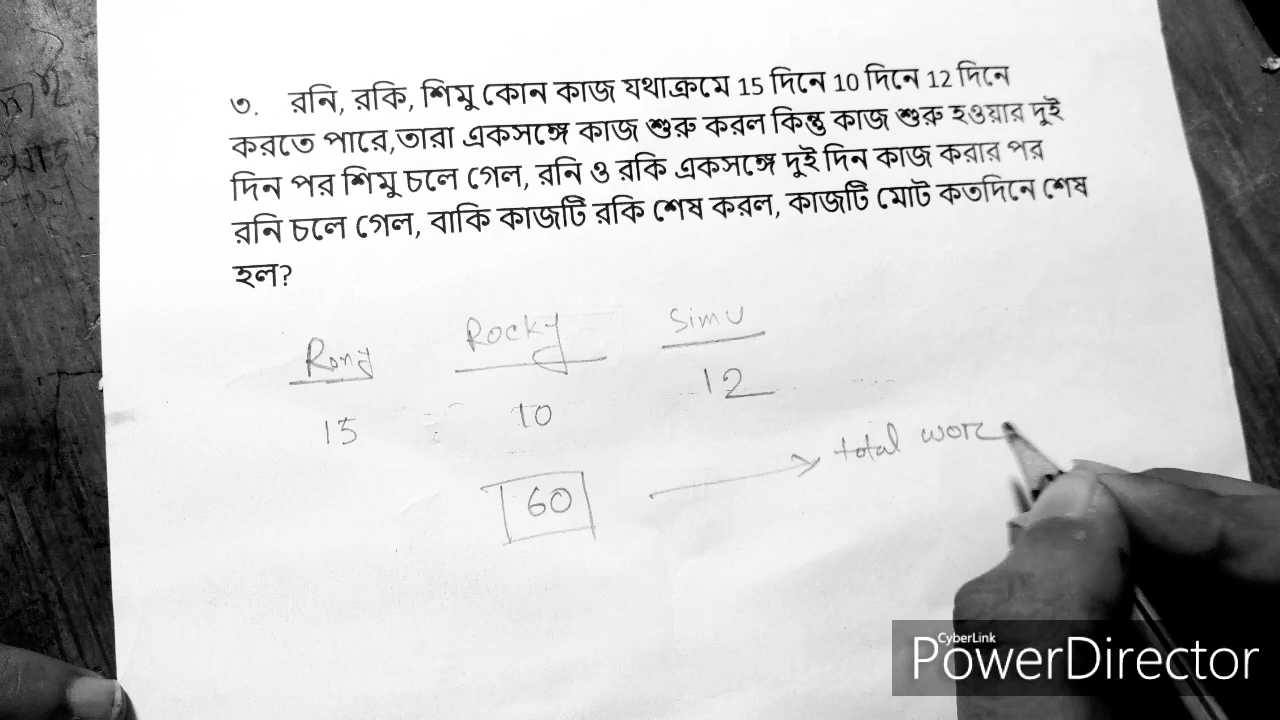 ৩. রনি, রকি, শিমু কোন কাজ যথাক্রমে 15 দিনে 10 দিনে 12 দিনে
করতে পারে,তারা একসঙ্গে কাজ শুরু করল কিন্তু কাজ শুরু হওয়ার দুই
দিন পর শিমু চলে গেল, রনি ও রকি একসঙ্গে দুই দিন কাজ করার পর
রনি চলে গেল, বাকি কাজটি রকি শেষ করল, কাজটি মোট কতদিনে শেষ
হল?
Rony Rocky Simu
15 10 12
60 → total wor
CyberLink
PowerDirector